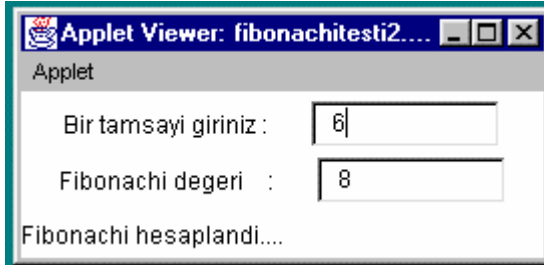 Applet Viewer: fibonachitesti2....
Applet
Bir tamsayi giriniz : 6
Fibonachi degeri : 8
Fibonachi hesaplandi....